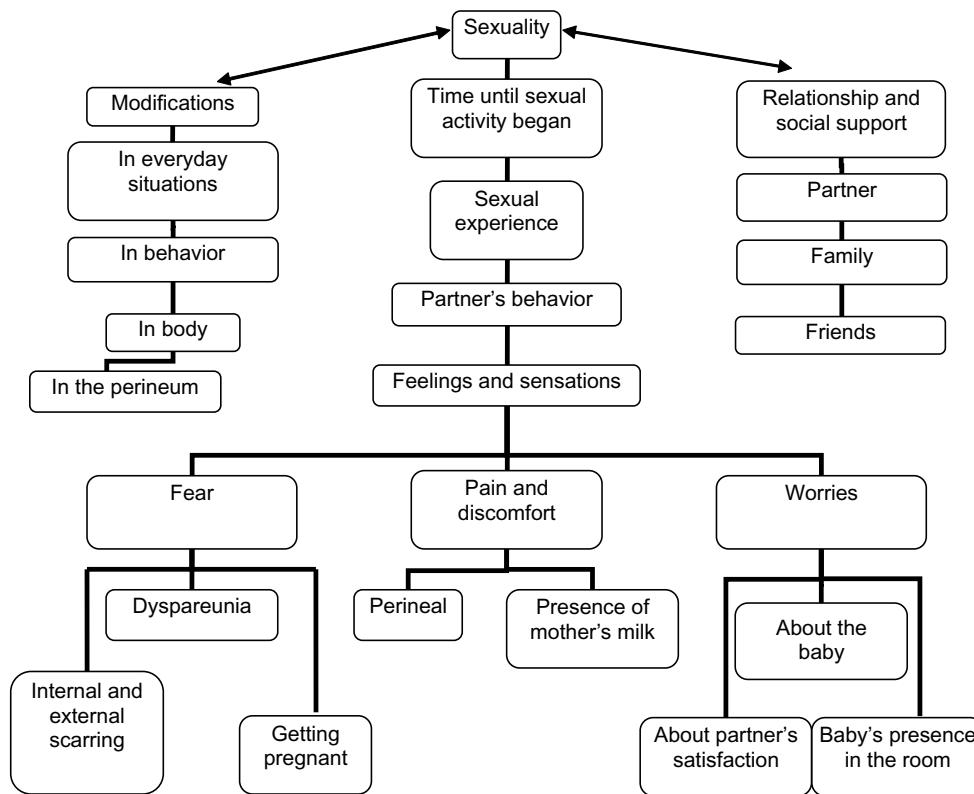 Sexuality
Modifications
Time until sexual
activity began
Relationship and
social support
In everyday
situations
Sexual
experience
Partner
In behavior
Family
Partner’s behavior
In body
Friends
In the perineum
Feelings and sensations
Fear
Pain and
discomfort
Worries
Dyspareunia
Perineal
Presence of
mother’s milk
About the
baby
Internal and
external
scarring
Getting
pregnant
About partner’s
satisfaction
Baby’s presence
in the room